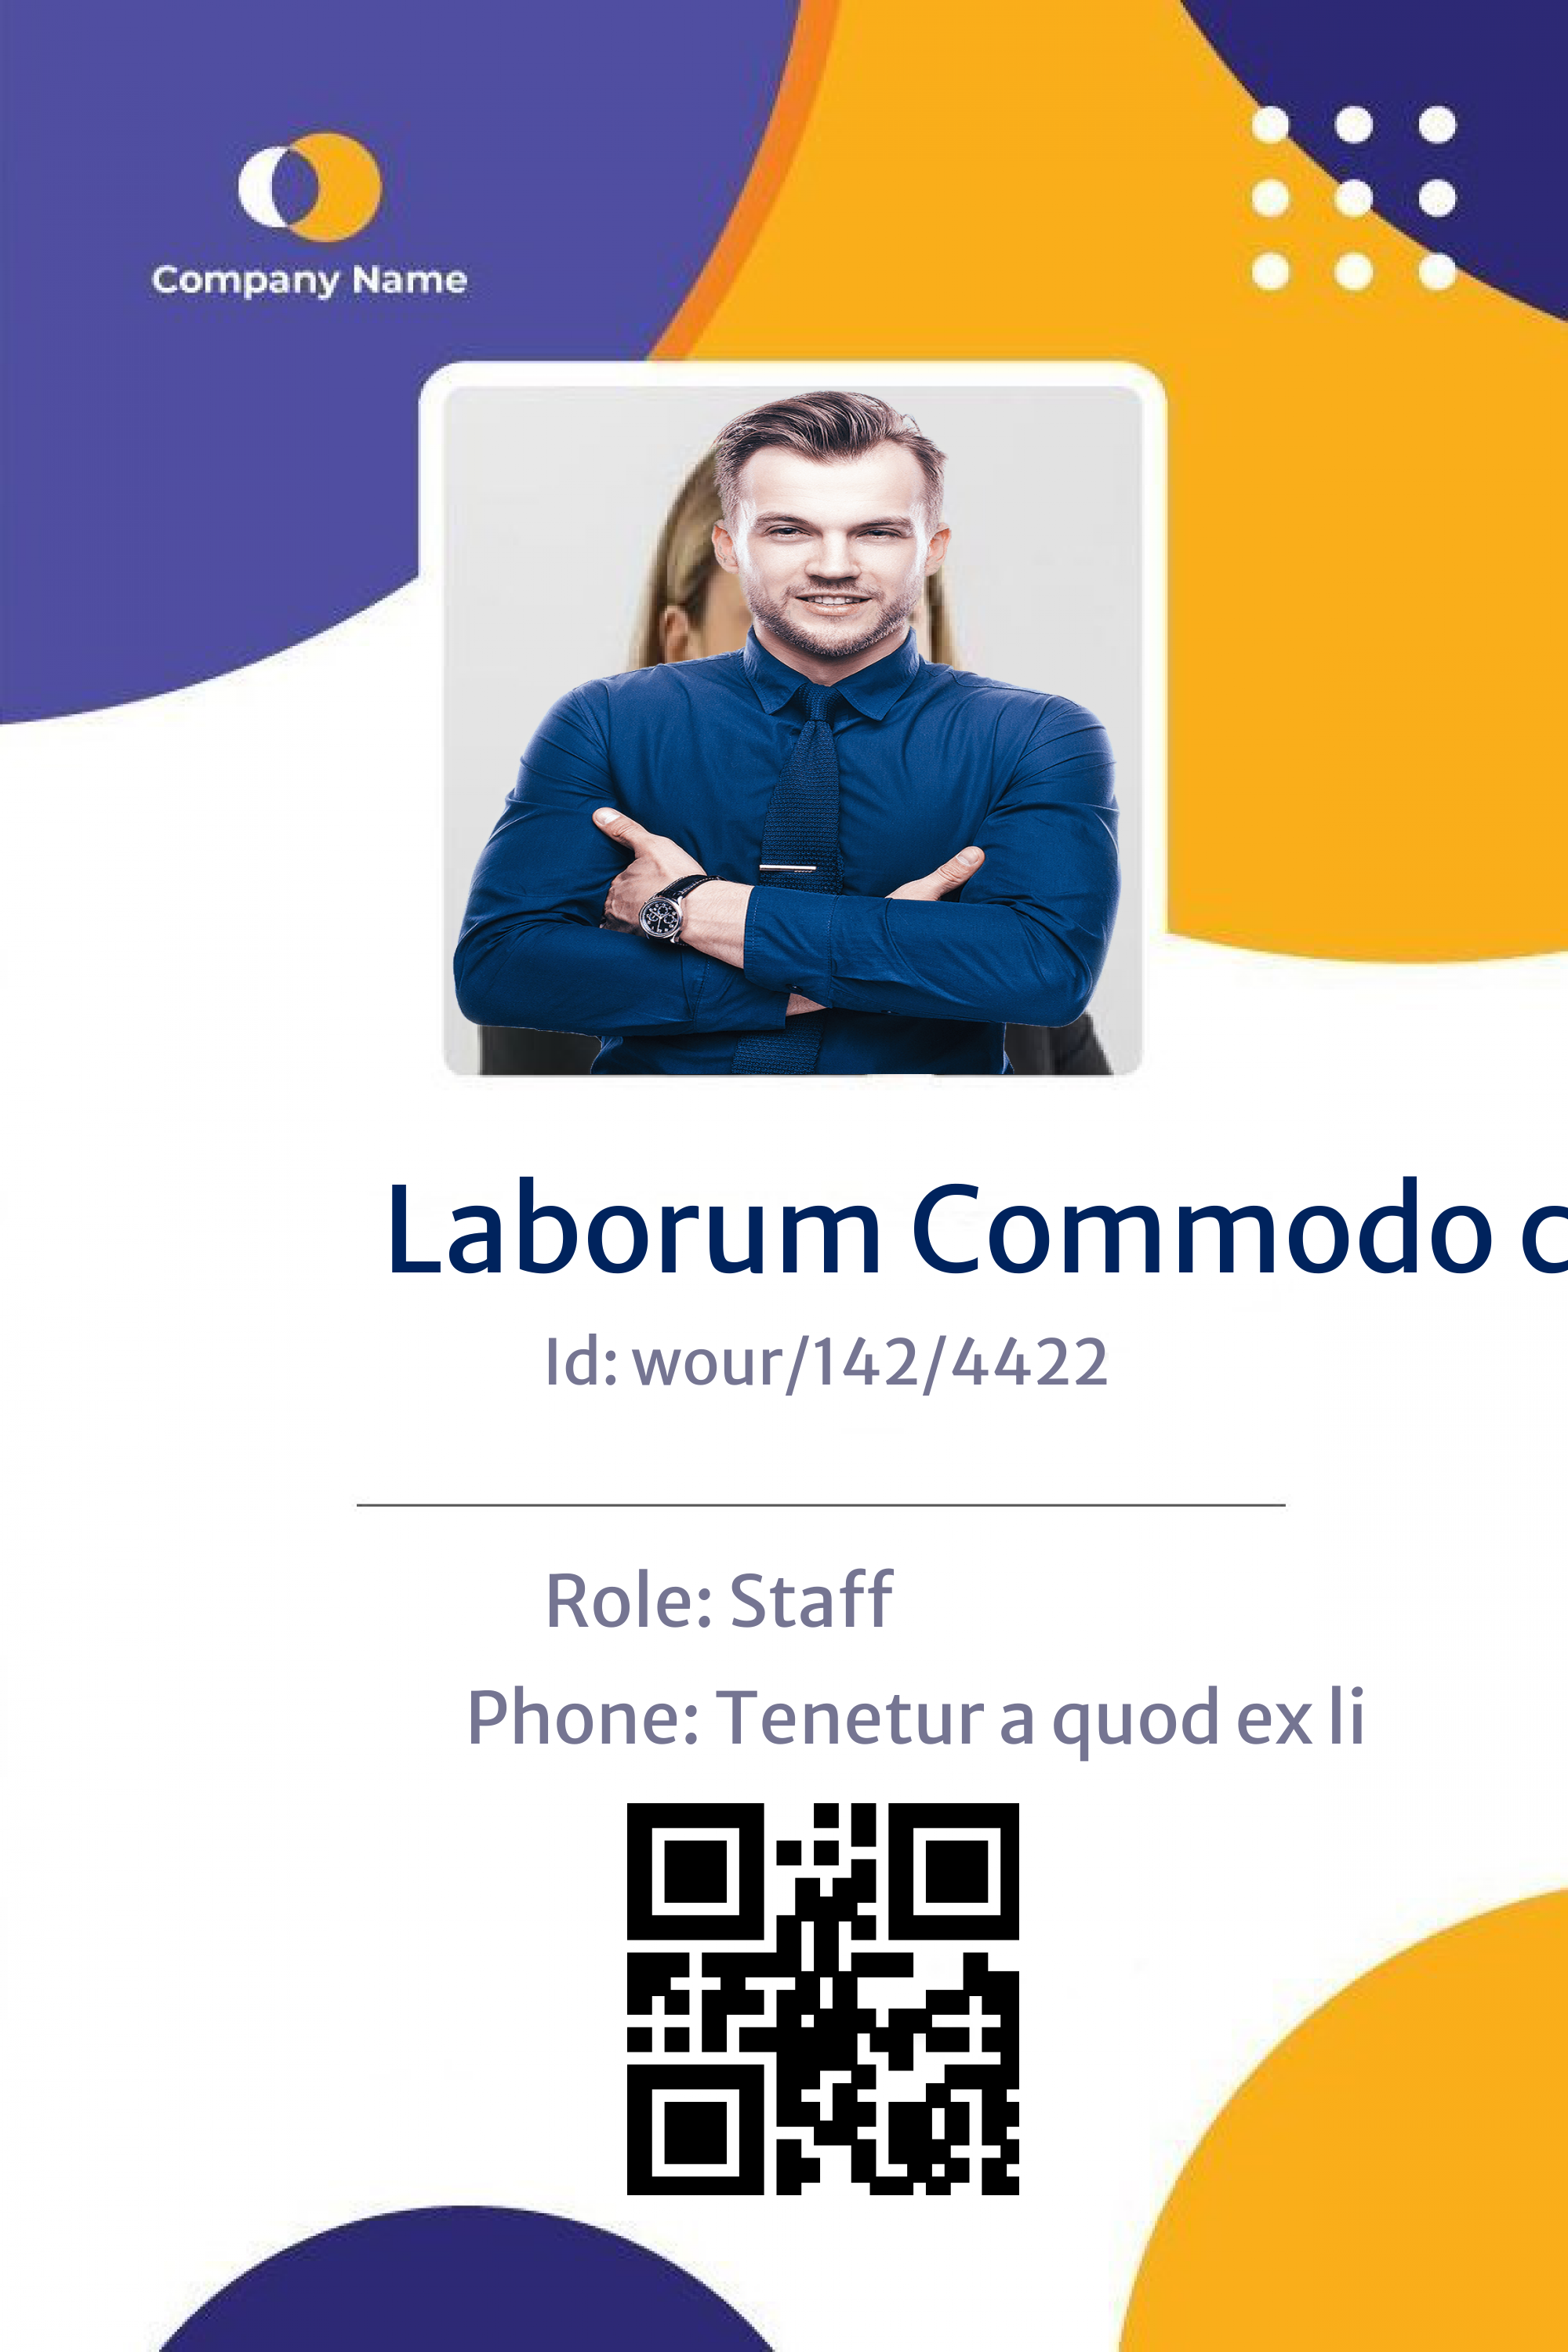 Company Name
Laborum Commodo
Id: wour/142/4422
Role: Staff
Phone: Tenetur a quod ex li